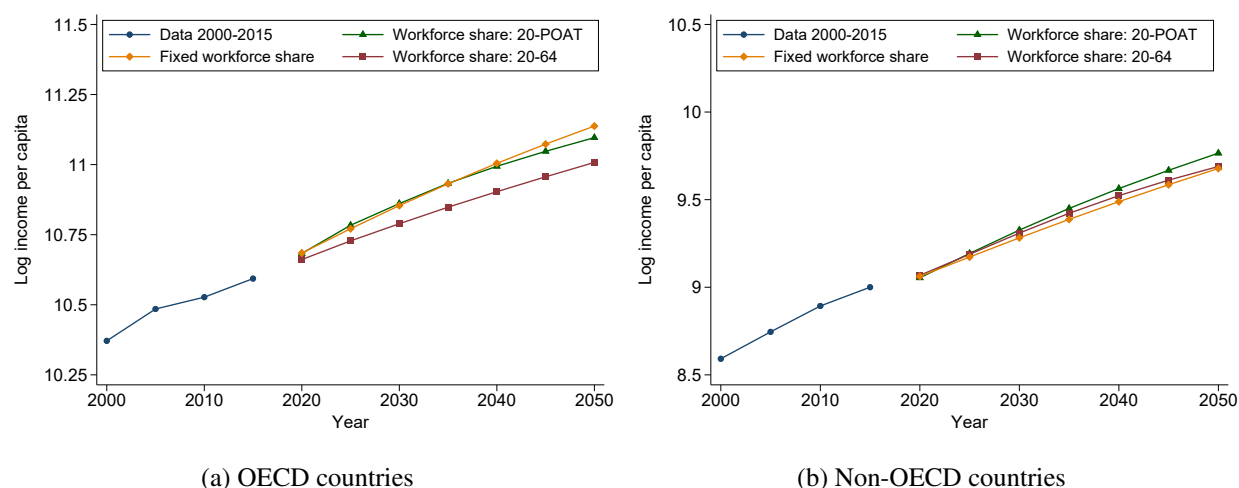 11.5
Data 2000-2015
Workforce share: 20-POAT
Fixed workforce share
Workforce share: 20-64
11.25
11
10.75
10.5
10.25
Log income per capita
2000
2010
2020
2030
2040
2050
Year
(a) OECD countries
10.5
Data 2000-2015
Workforce share: 20-POAT
Fixed workforce share
Workforce share: 20-64
10
9.5
9
8.5
Log income per capita
2000
2010
2020
2030
2040
2050
Year
(b) Non-OECD countries